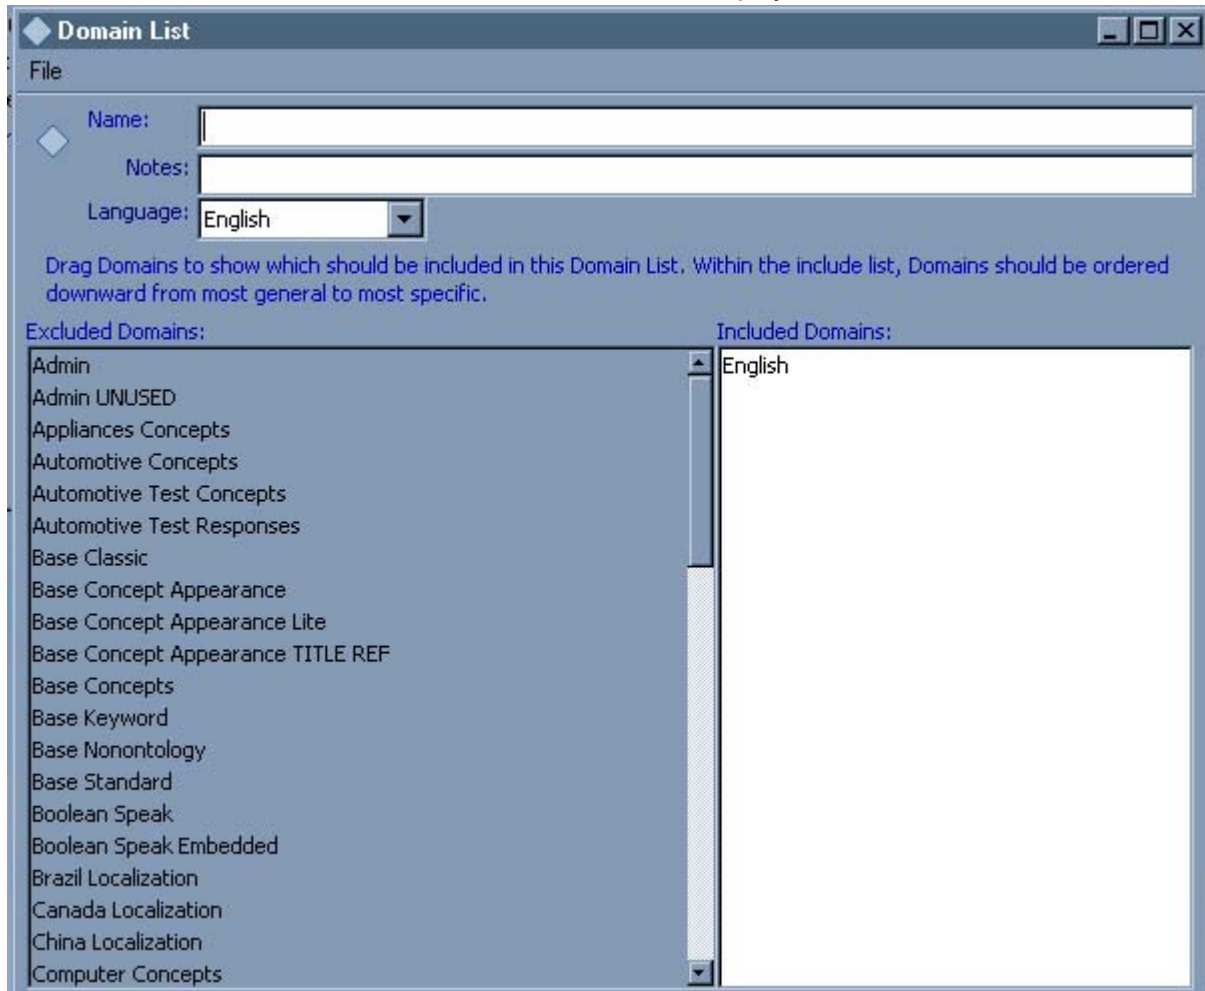 Domain List
File
Name:
Notes:
Language: English
Drag Domains to show which should be included in this Domain List. Within the include list, Domains should be ordered
downward from most general to most specific.
Excluded Domains:
Admin
Admin UNUSED
Appliances Concepts
Automotive Concepts
Automotive Test Concepts
Automotive Test Responses
Base Classic
Base Concept Appearance
Base Concept Appearance Lite
Base Concept Appearance TITLE REF
Base Concepts
Base Keyword
Base Nonontology
Base Standard
Boolean Speak
Boolean Speak Embedded
Brazil Localization
Canada Localization
China Localization
Computer Concepts
Included Domains:
English